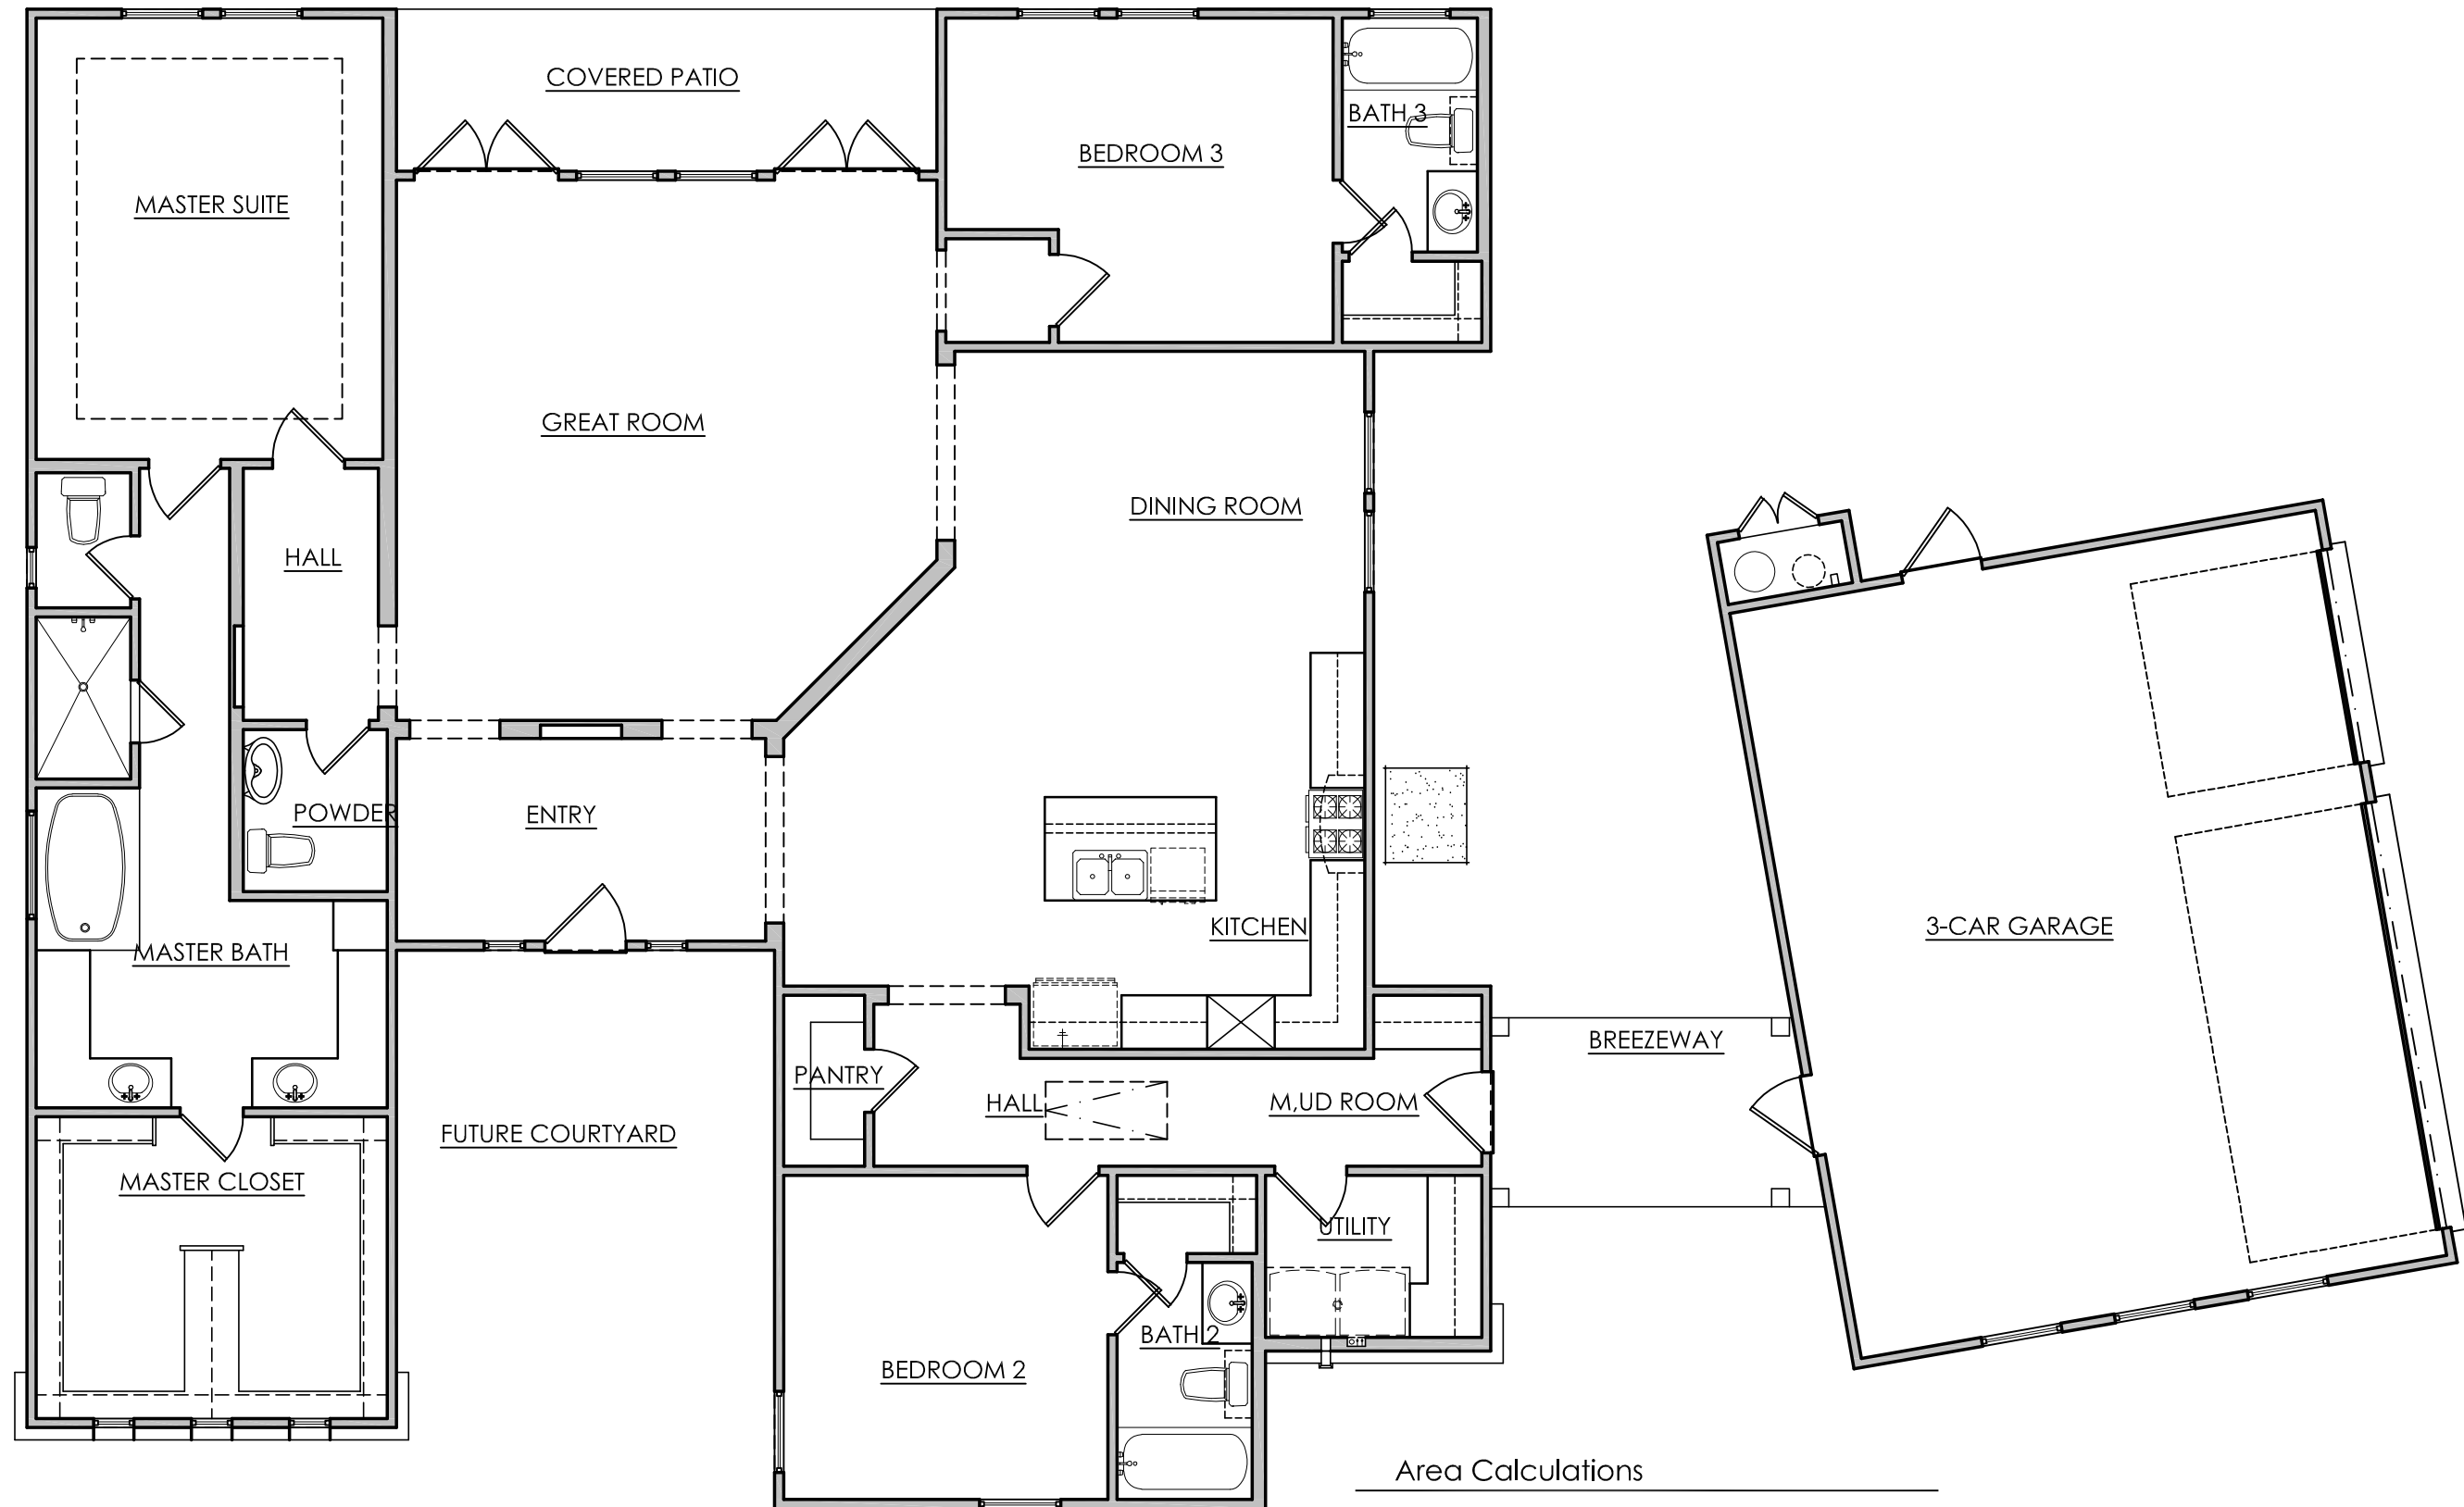 COVERED PATIO
BATH 3
BEDROOM 3
MASTER SUITE
GREAT ROOM
DINING ROOM
HALL
POWDER
ENTRY
KITCHEN
3-CAR GARAGE
MASTER BATH
BREEZEWAY
PANTRY
HALL
M,UD ROOM
FUTURE COURTYARD
MASTER CLOSET
UTILITY
BATH 2
BEDROOM 2
Area Calculations